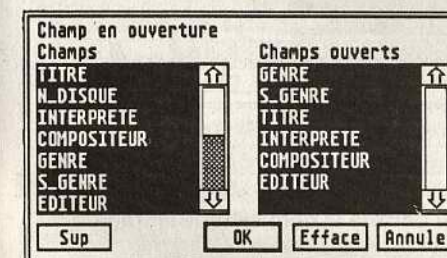 Champ en ouverture
Champs
TITRE
N_DISQUE
INTERPRETE
COMPOSITEUR
GENRE
S_GENRE
EDITEUR
Champs ouverts
GENRE
S_GENRE
TITRE
INTERPRETE
COMPOSITEUR
EDITEUR
Sup
OK
Efface
Annule